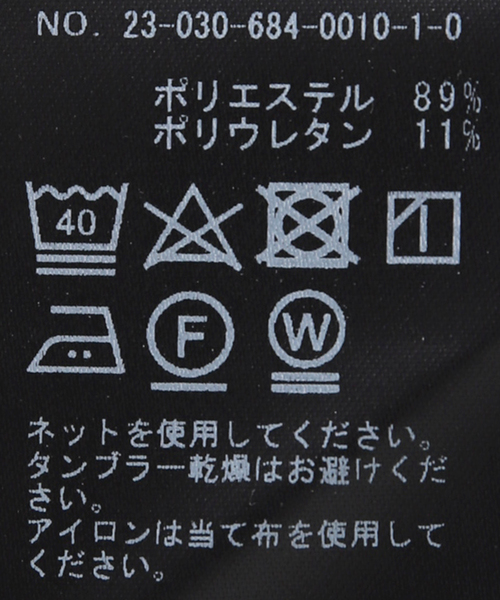 NO. 23-030-684-0010-1-0
ポリエステル 89%
ポリウレタン 11%
40
F W
ネットを使用してください。
タンブラー乾燥はお避けくだ
さい。
アイロンは当て布を使用して
ください。